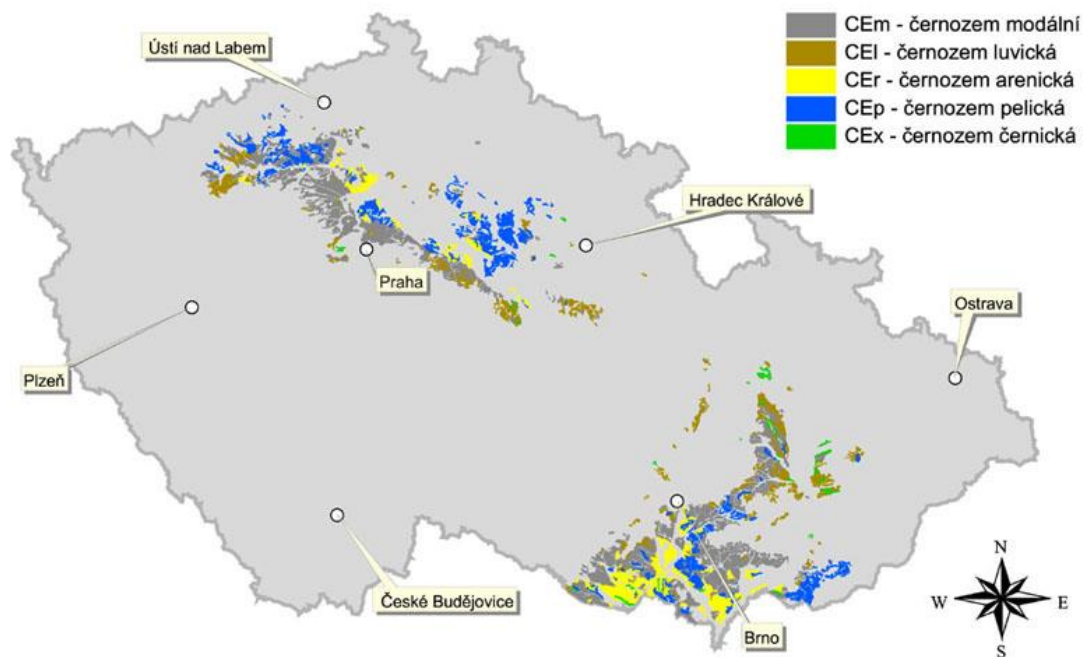 CEm - černozem modální
CEl - černozem luvická
CEr - černozem arenická
CEp - černozem pelická
CEx - černozem černická
Ústí nad Labem
Hradec Králové
Praha
Ostrava
Plzeň
České Budějovice
Brno
N
W
E
S